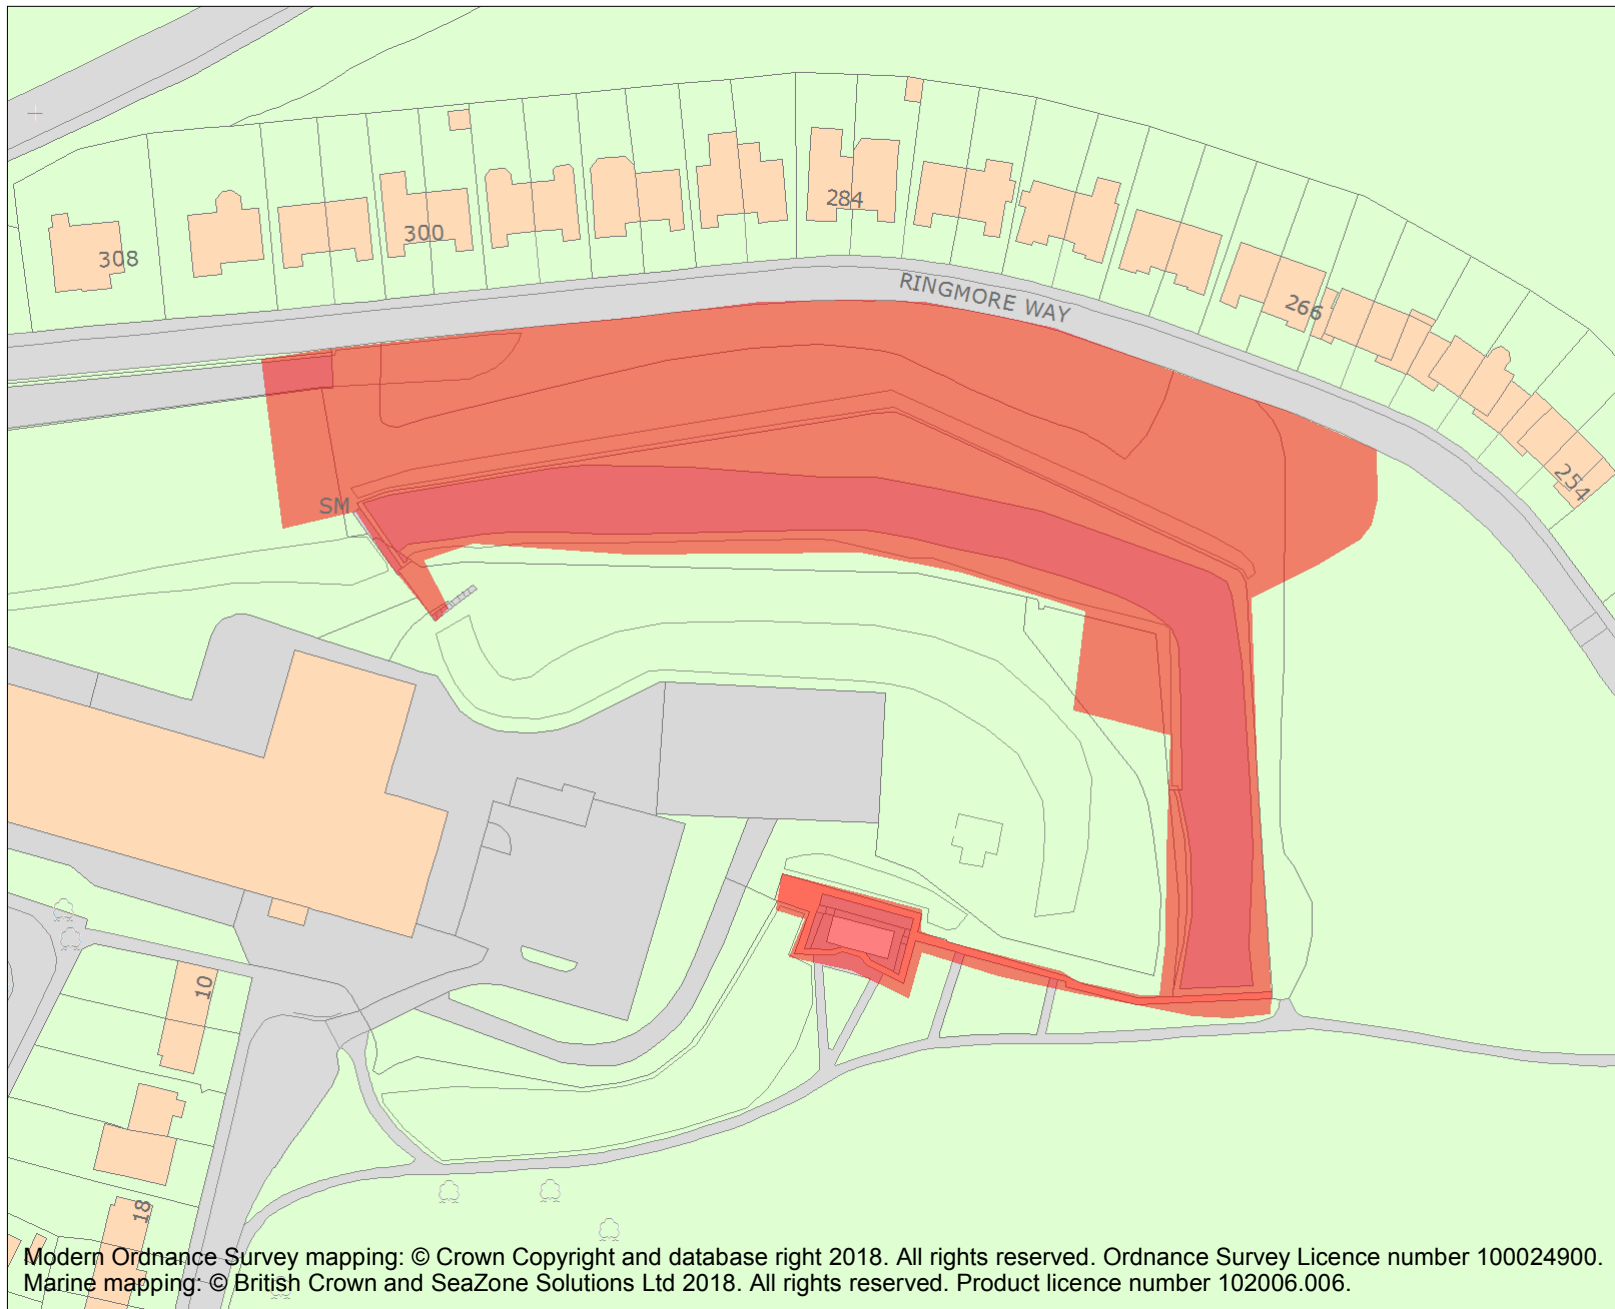 284
300
308
RINGMORE WAY
266
254
SM
10
18
Modern Ordnance Survey mapping: © Crown Copyright and database right 2018. All rights reserved. Ordnance Survey Licence number 100024900.
Marine mapping: © British Crown and SeaZone Solutions Ltd 2018. All rights reserved. Product licence number 102006.006.